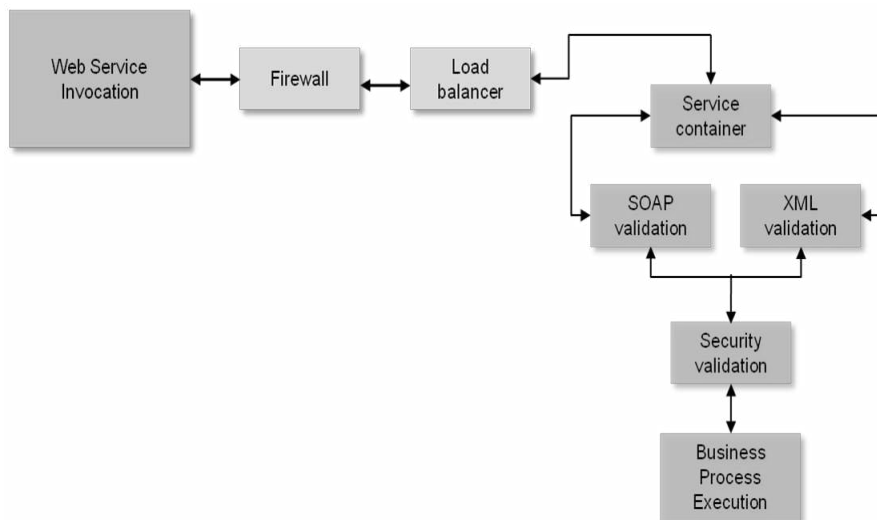 Web Service
Invocation
Firewall
Load
balancer
Service
container
SOAP
validation
XML
validation
Security
validation
Business
Process
Execution